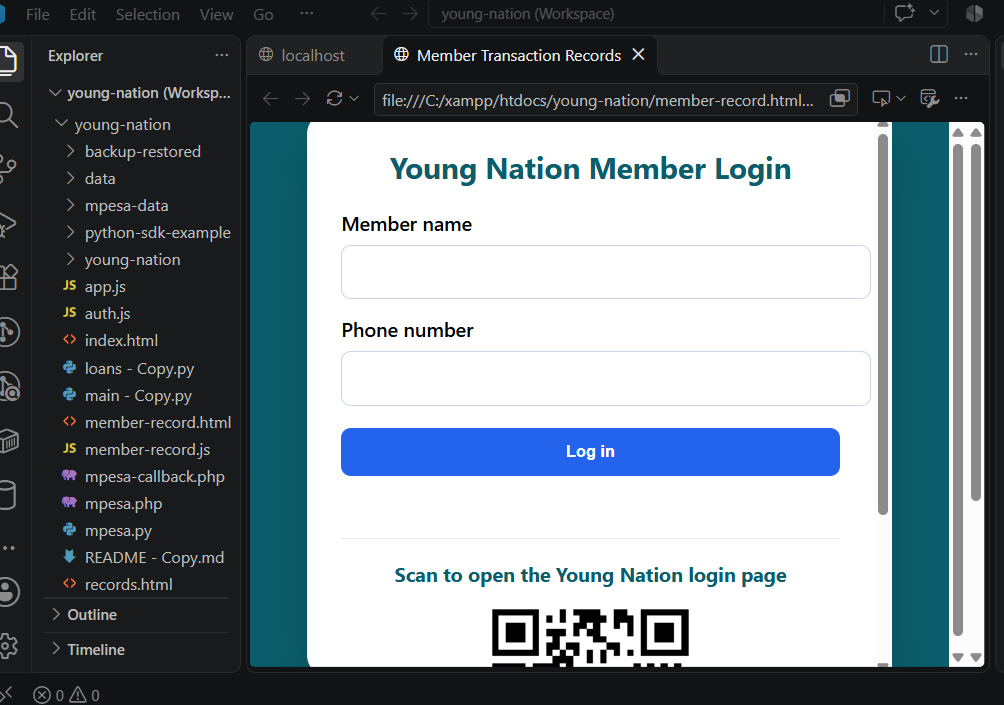 File Edit Selection View Go ··· young-nation (Workspace)
Explorer ···
young-nation (Worksp...
young-nation
backup-restored
data
mpesa-data
python-sdk-example
young-nation
JS app.js
JS auth.js
<> index.html
loans - Copy.py
main - Copy.py
<> member-record.html
JS member-record.js
mpesa-callback.php
mpesa.php
mpesa.py
README - Copy.md
<> records.html
Outline
Timeline
0 0
localhost Member Transaction Records ···
file:///C:/xampp/htdocs/young-nation/member-record.html... ···
Young Nation Member Login
Member name
Phone number
Log in
Scan to open the Young Nation login page